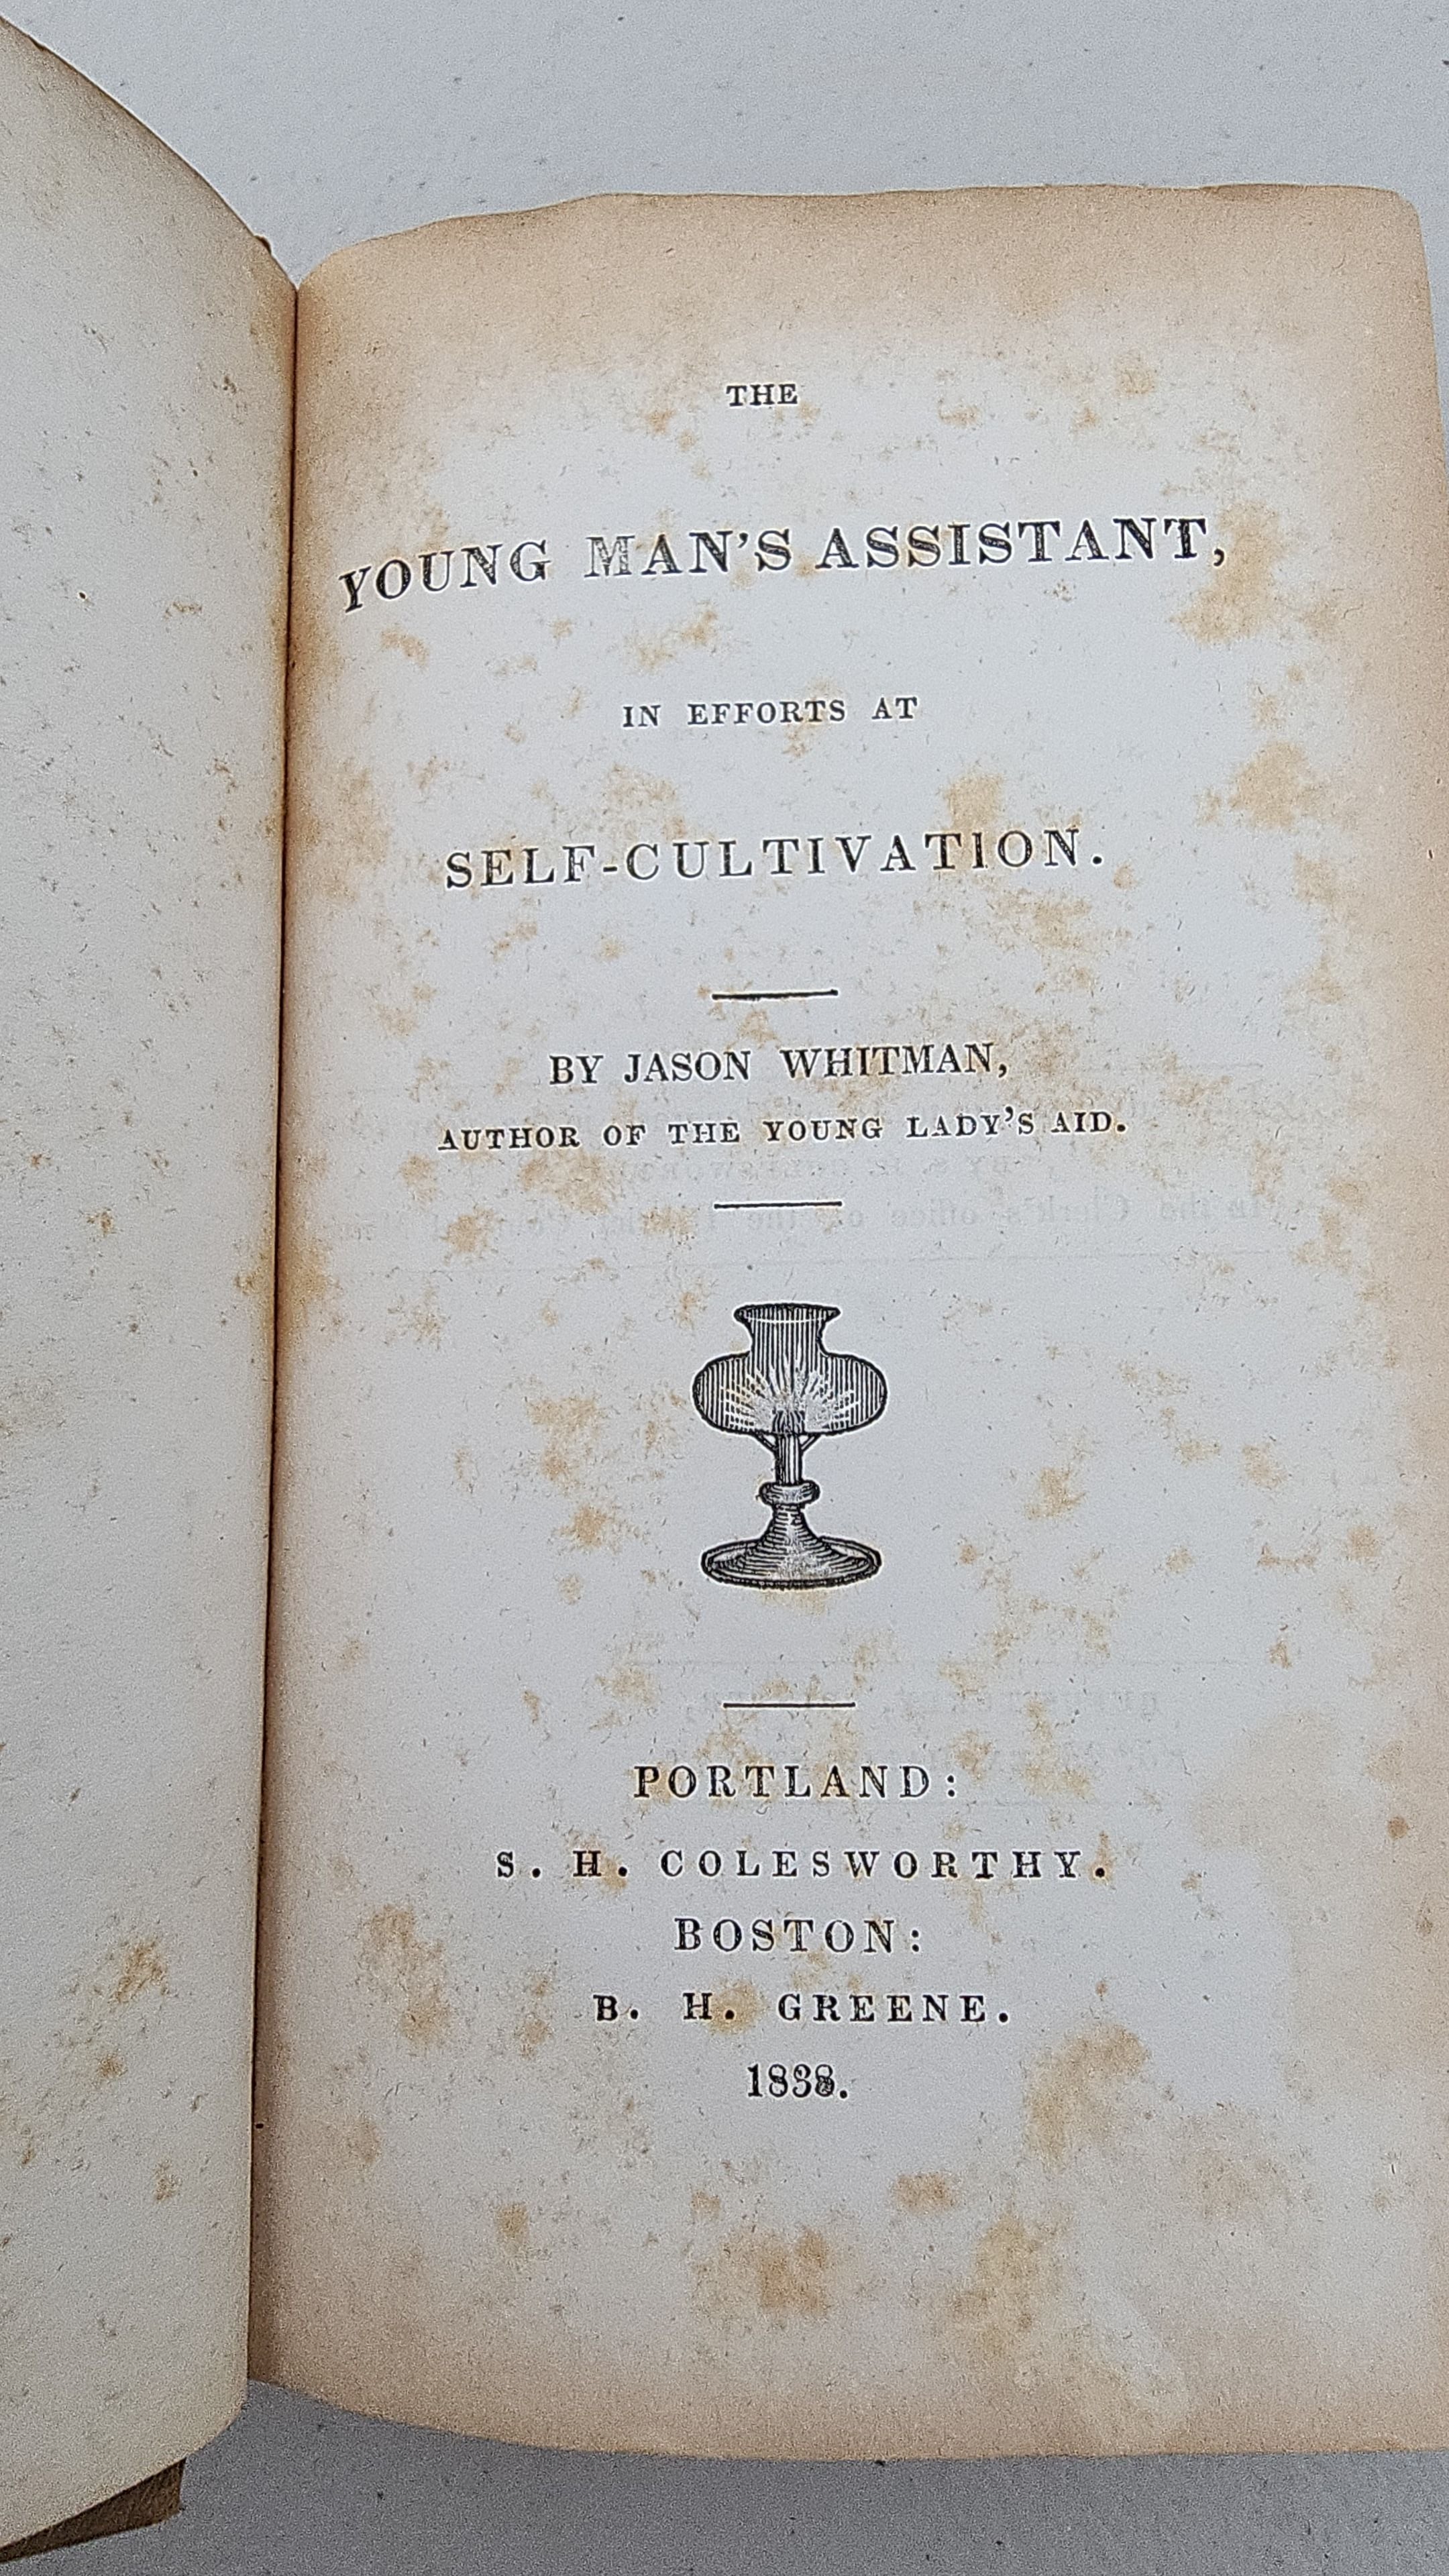 THE
YOUNG MAN'S ASSISTANT,
IN EFFORTS AT
SELF-CULTIVATION.
BY JASON WHITMAN,
AUTHOR OF THE YOUNG LADY'S AID.
PORTLAND:
S. H. COLESWORTHY.
BOSTON:
B. H. GREENE.
1838.